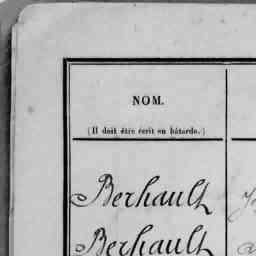 NOM.
(Il doit être écrit en bâtarde.)
Berhault
Berhault